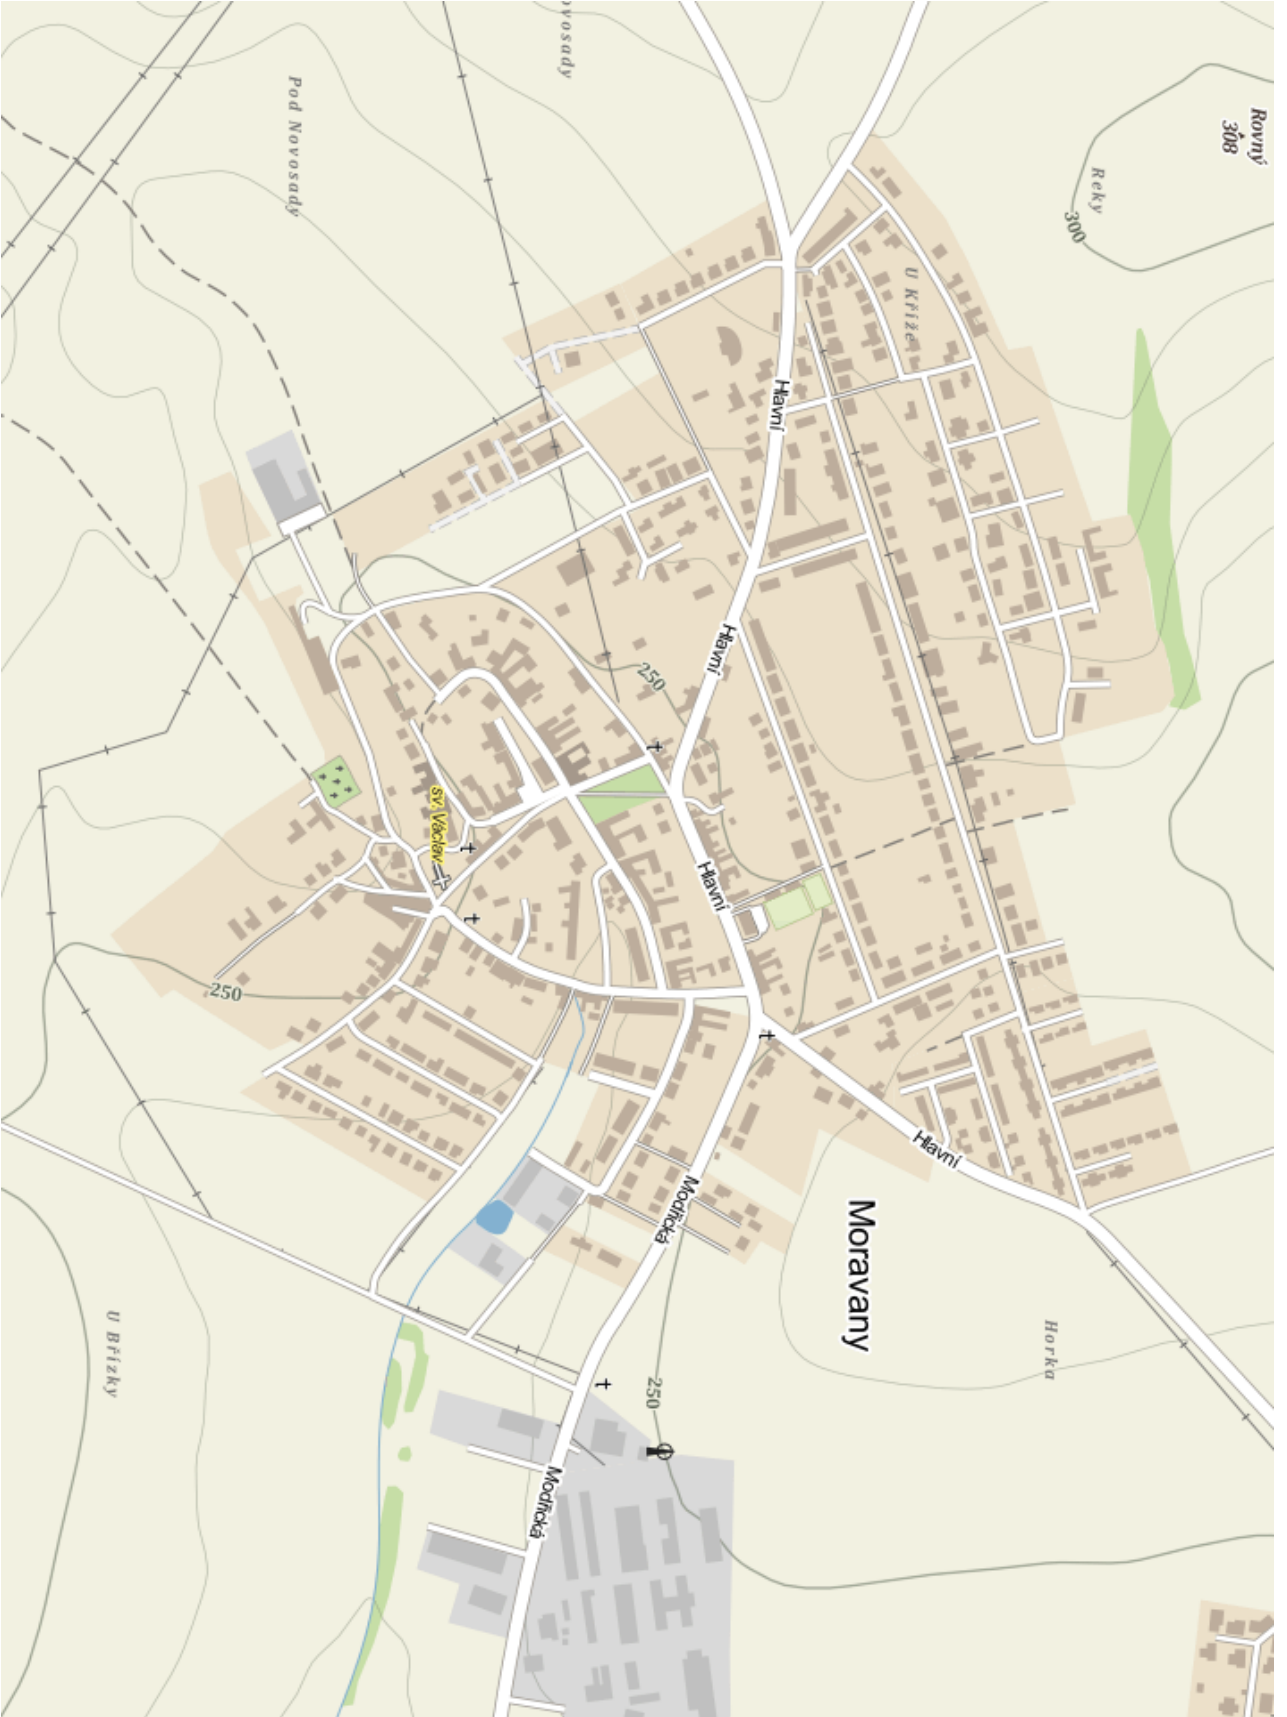 Rovný
308
Reky
300
Horka
Hlavní
U Kříže
Moravany
Hlavní
Hlavní
Hlavní
Modřická
250
250
ovosady
Modřická
sv. Václav
Pod Novosady
250
U Břízky